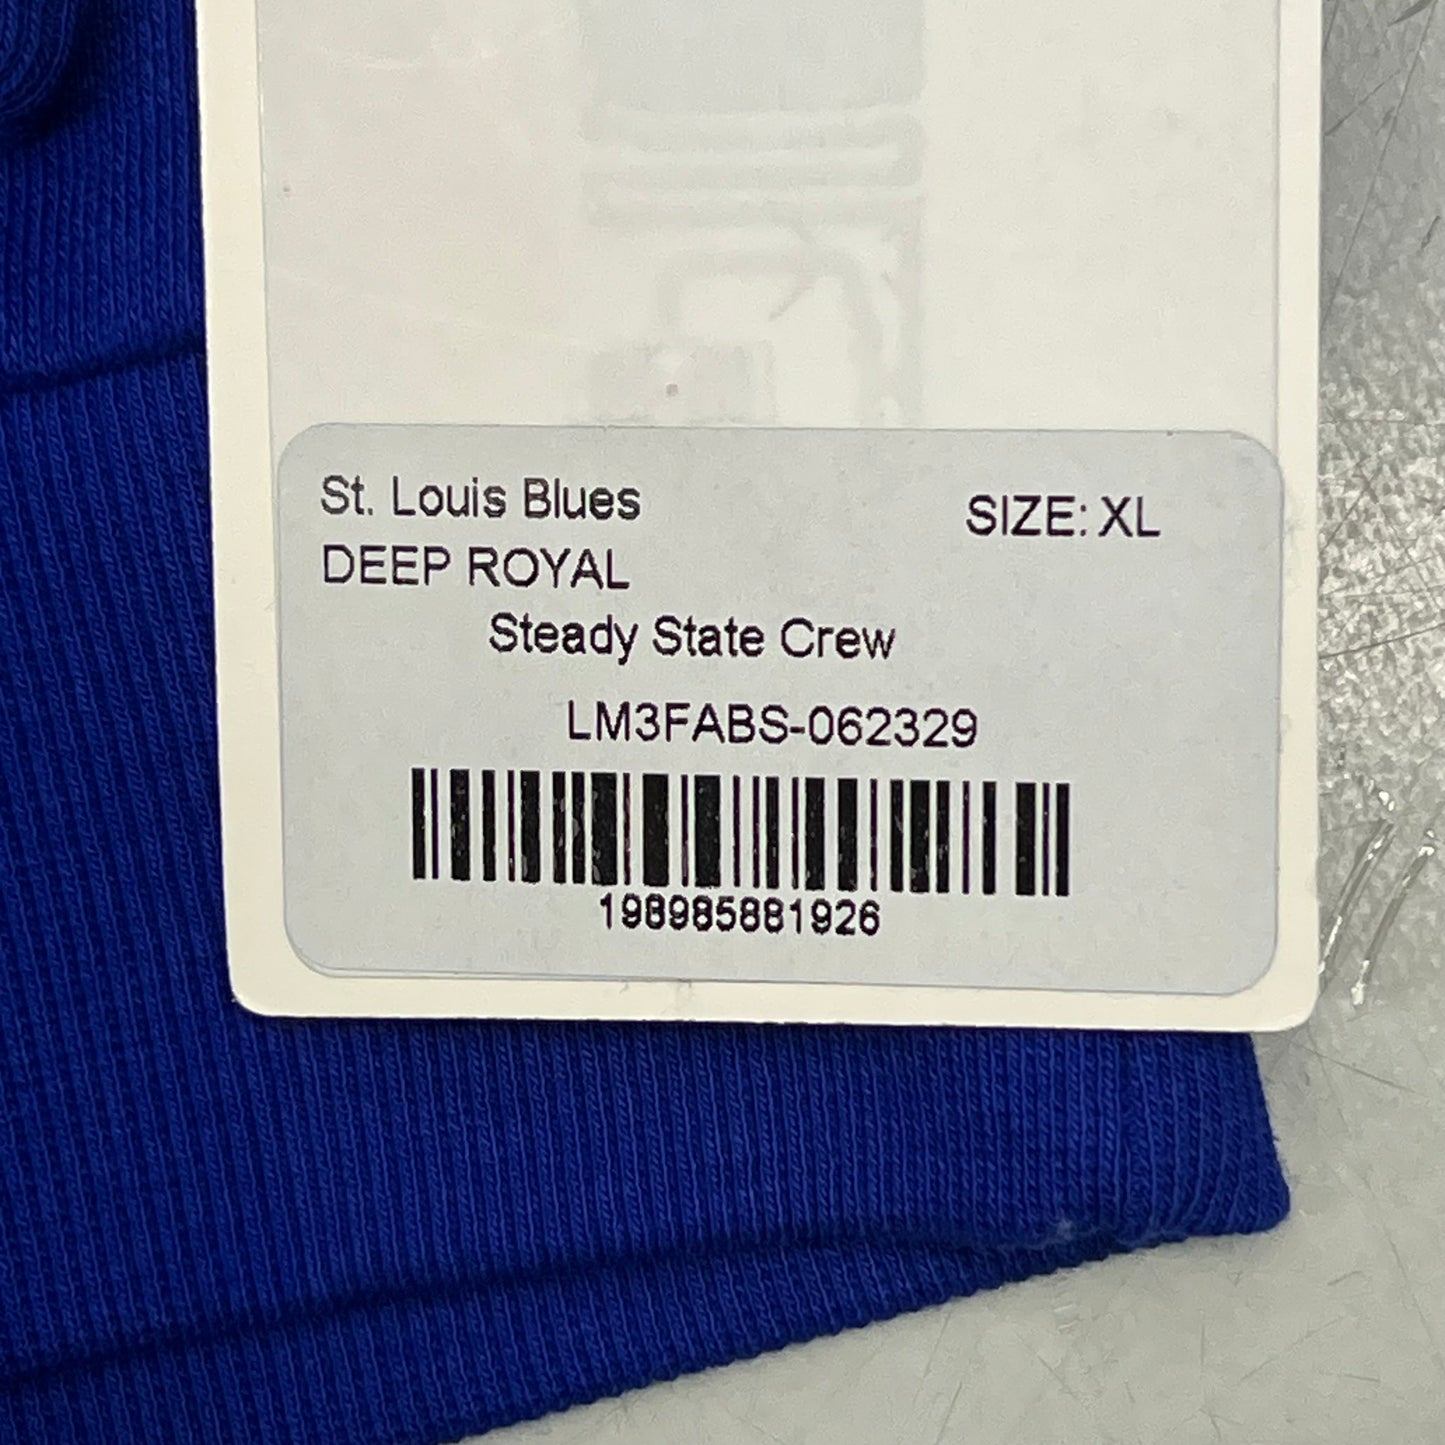 St. Louis Blues
SIZE: XL
DEEP ROYAL
Steady State Crew
LM3FABS-062329
198985881926